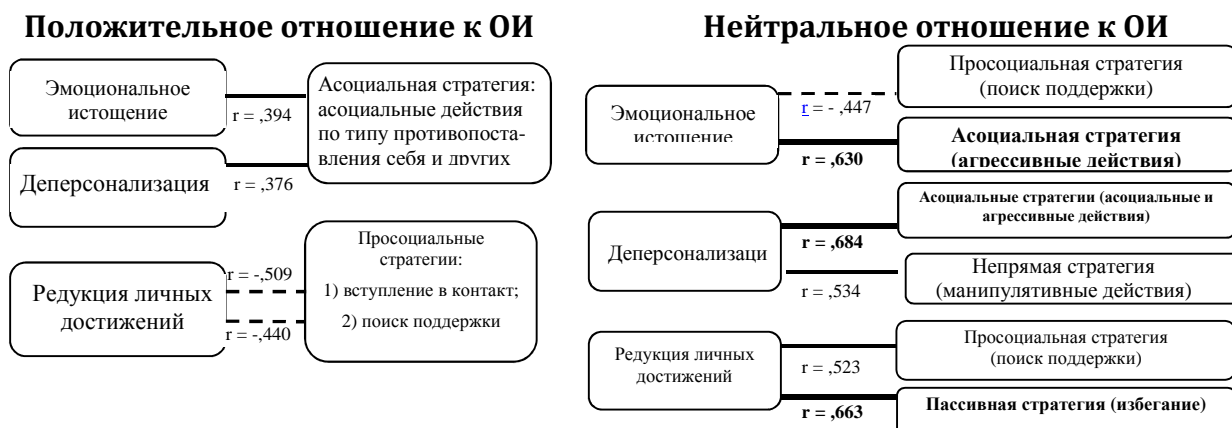 Положительное отношение к ОИ
Эмоциональное
истощение
r = ,394
Асоциальная стратегия:
асоциальные действия
по типу противопоста-
вления себя и других
Деперсонализация
r = ,376
Редукция личных
достижений
r = -,509
r = -,440
Просоциальные
стратегии:
1) вступление в контакт;
2) поиск поддержки
Нейтральное отношение к ОИ
Эмоциональное
истощение
r = - ,447
Просоциальная стратегия
(поиск поддержки)
r = ,630
Асоциальная стратегия
(агрессивные действия)
Деперсонализаци
r = ,684
Асоциальные стратегии (асоциальные и
агрессивные действия)
r = ,534
Непрямая стратегия
(манипулятивные действия)
Редукция личных
достижений
r = ,523
Просоциальная стратегия
(поиск поддержки)
r = ,663
Пассивная стратегия (избегание)